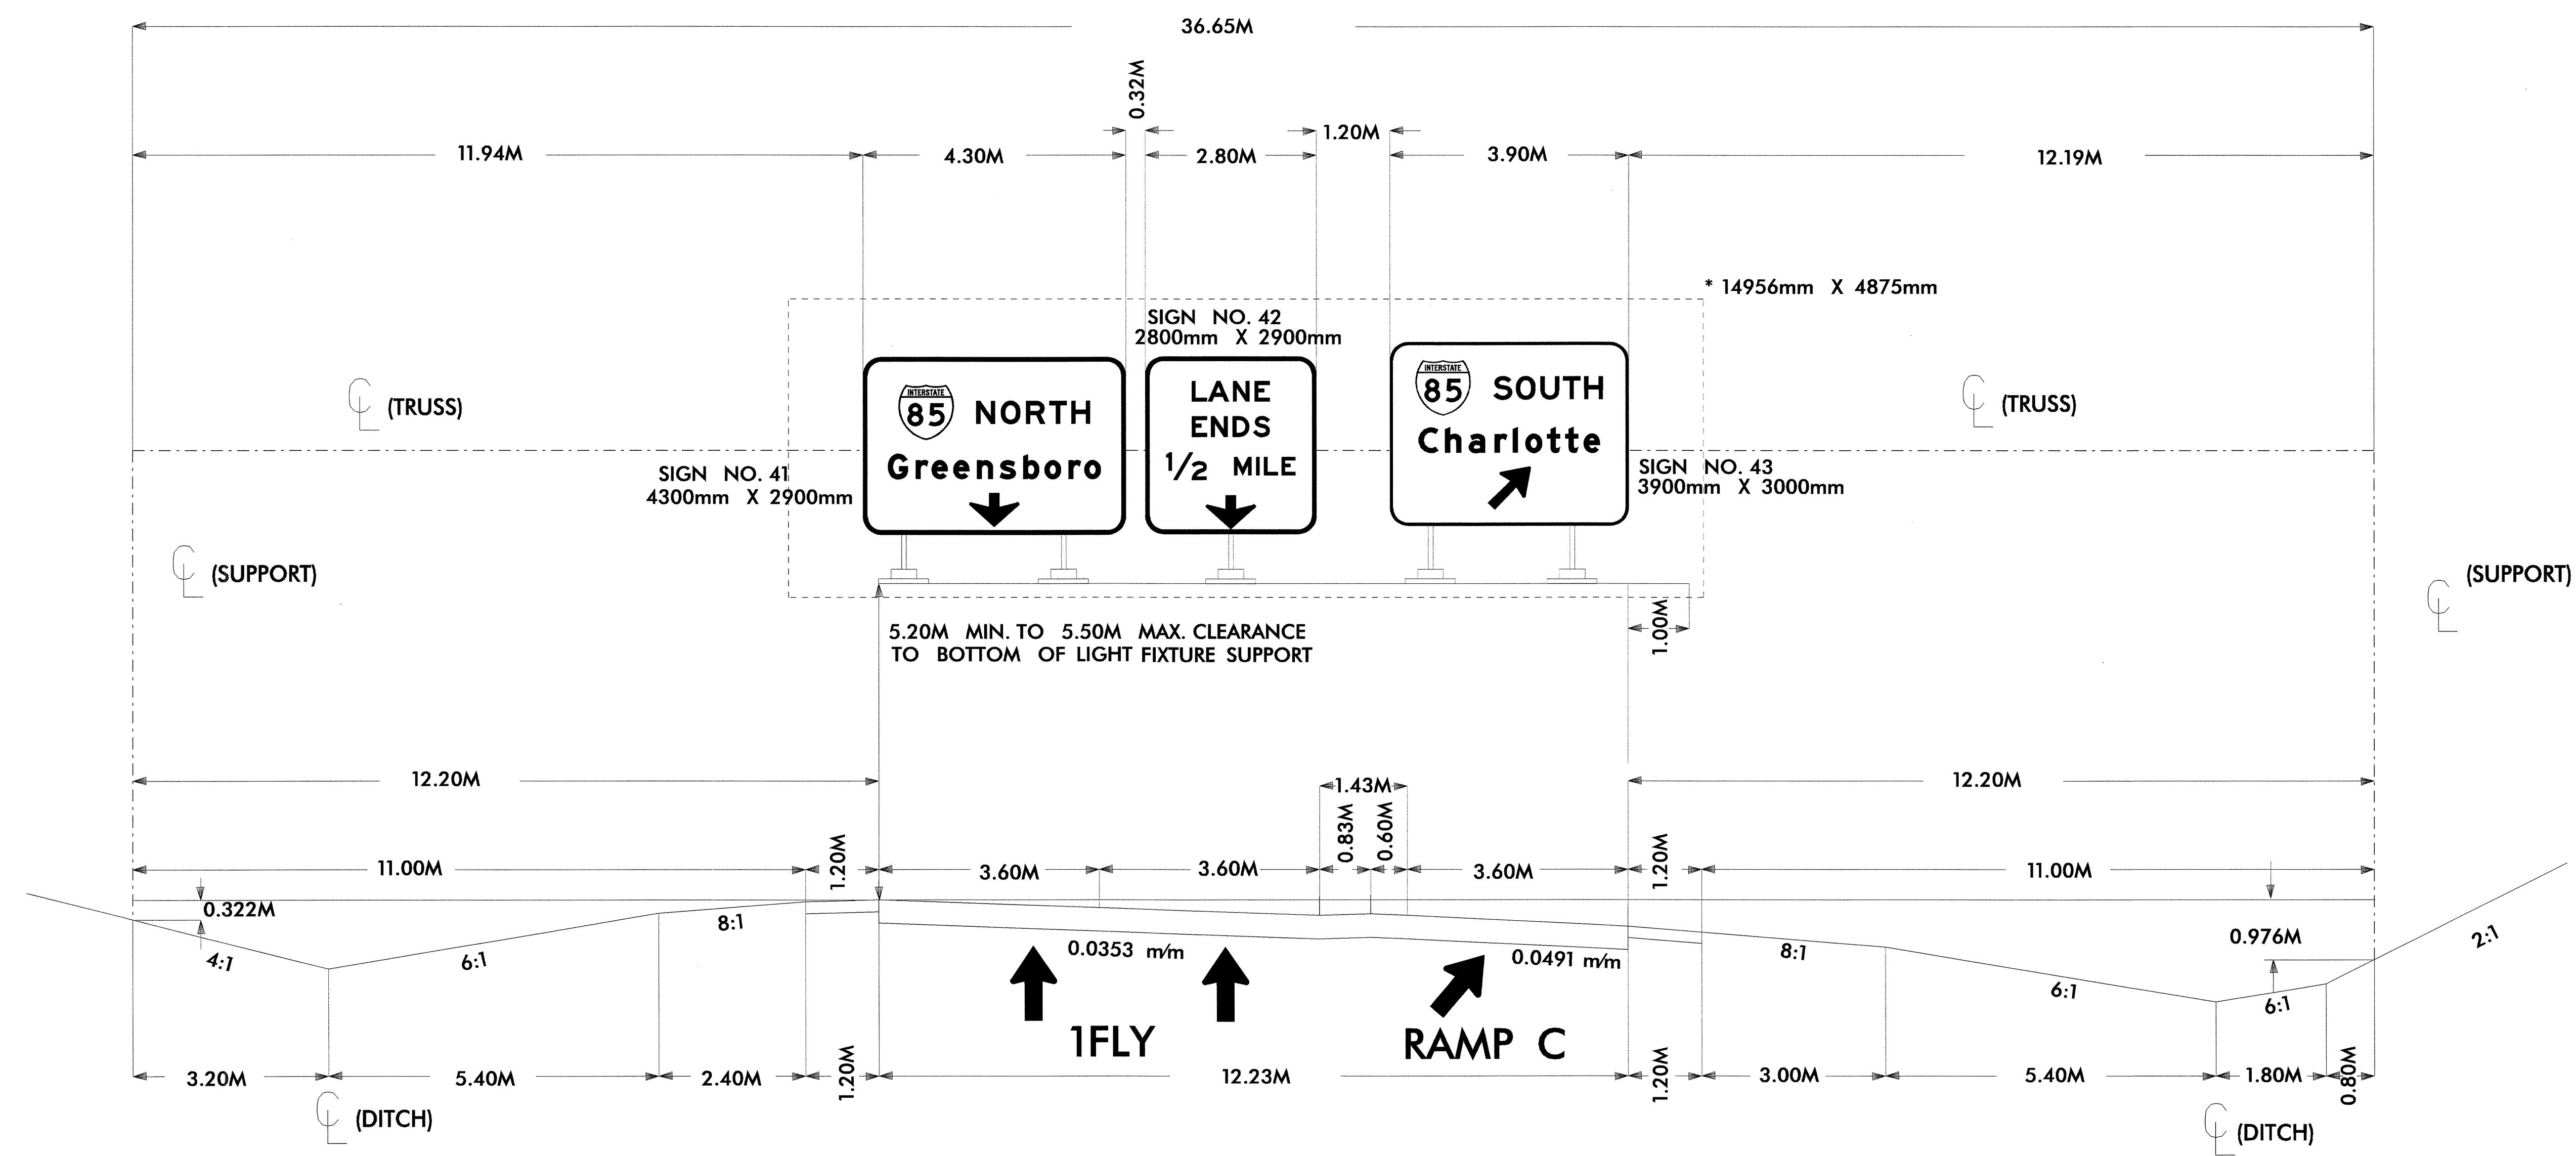 36.65M
0.32M
1.20M
11.94M
4.30M
2.80M
3.90M
12.19M
* 14956mm X 4875mm
SIGN NO. 42
2800mm X 2900mm
INTERSTATE
85 NORTH
Greensboro
LANE
ENDS
1/2 MILE
INTERSTATE
85 SOUTH
Charlotte
CL (TRUSS)
CL (TRUSS)
SIGN NO. 41
4300mm X 2900mm
SIGN NO. 43
3900mm X 3000mm
CL (SUPPORT)
CL (SUPPORT)
5.20M MIN. TO 5.50M MAX. CLEARANCE
TO BOTTOM OF LIGHT FIXTURE SUPPORT
1.00M
12.20M
1.43M
12.20M
0.83M
0.60M
11.00M
1.20M
3.60M
3.60M
3.60M
1.20M
11.00M
0.322M
4:1
6:1
8:1
0.0353 m/m
0.0491 m/m
8:1
6:1
6:1
0.976M
2:1
1FLY
RAMP C
3.20M
5.40M
2.40M
1.20M
12.23M
1.20M
3.00M
5.40M
1.80M
0.80M
CL (DITCH)
CL (DITCH)